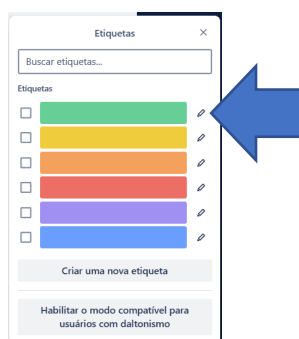 Etiquetas
Buscar etiquetas...
Etiquetas
Criar uma nova etiqueta
Habilitar o modo compatível para
usuários com daltonismo